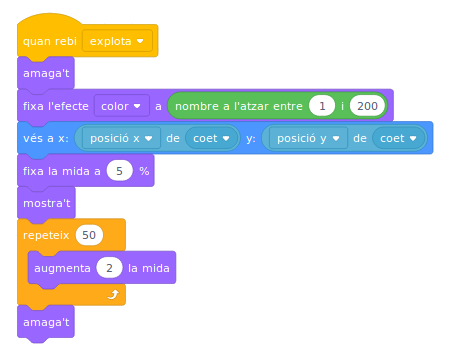 quan rebi explota
amaga't
fixa l'efecte color a nombre a l'atzar entre 1 i 200
vés a x: posició x de coet y: posició y de coet
fixa la mida a 5 %
mostra't
repeteix 50
augmenta 2 la mida
amaga't